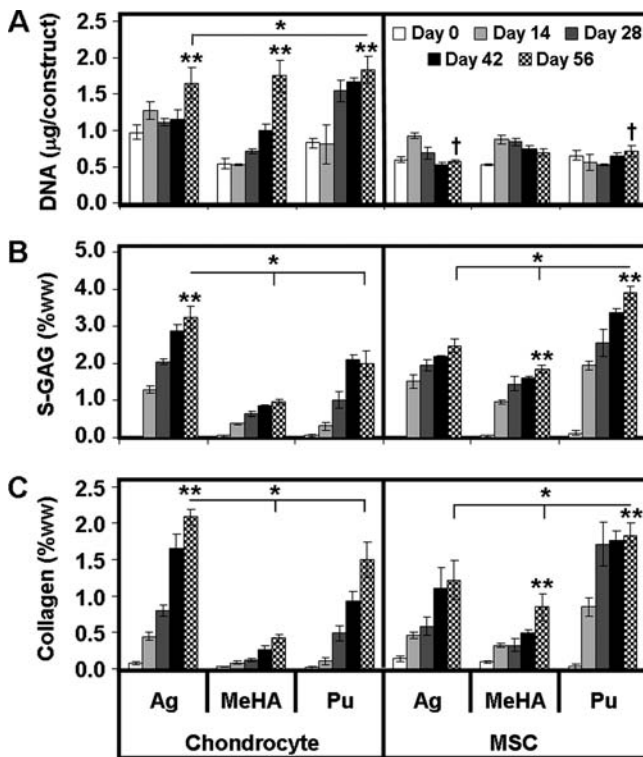 A
DNA (µg/construct)
2.5
2.0
1.5
1.0
0.5
0.0
*
** ** **
Day 0 Day 14 Day 28
Day 42 Day 56
† †
B
S-GAG (%ww)
5.0
4.0
3.0
2.0
1.0
0.0
* *
** ** **
C
Collagen (%ww)
2.5
2.0
1.5
1.0
0.5
0.0
* *
** ** **
Ag MeHA Pu Ag MeHA Pu
Chondrocyte MSC